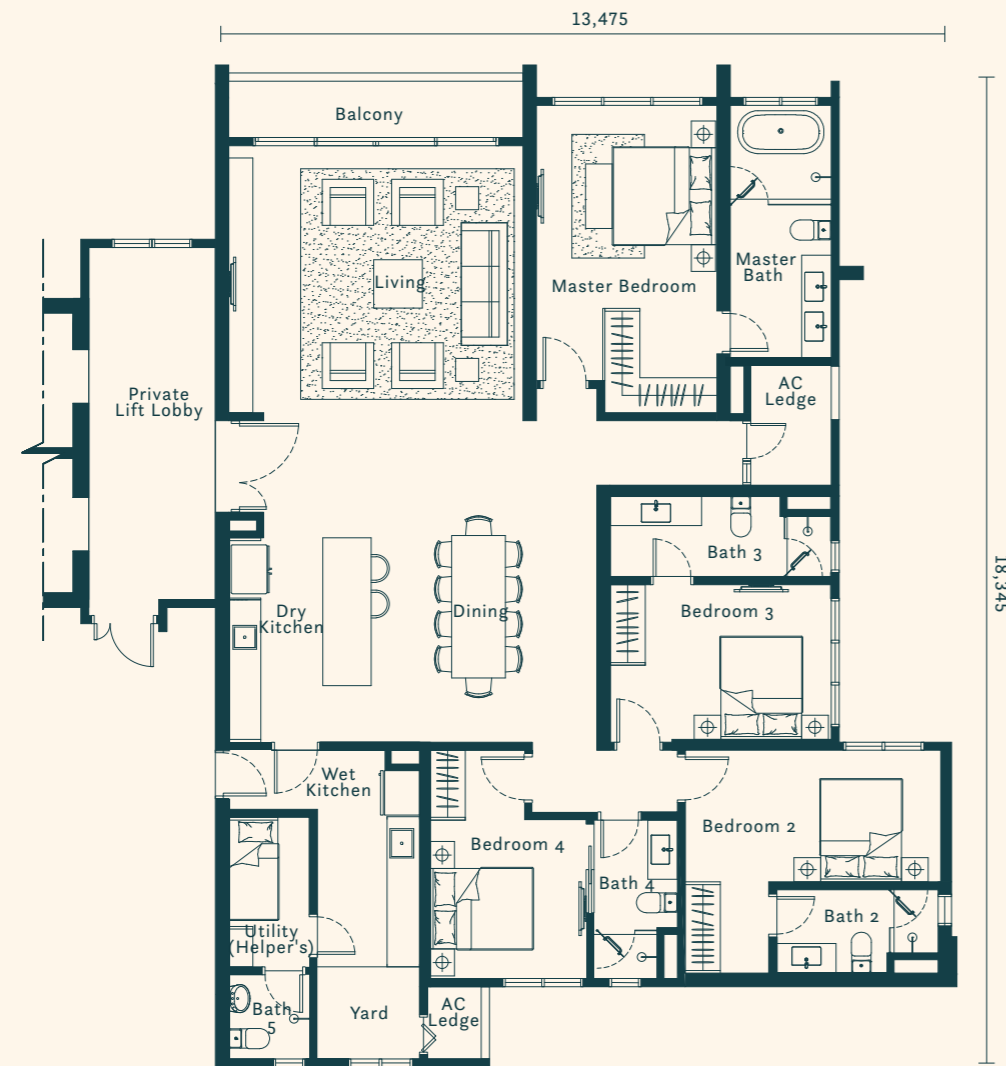 13,475
Balcony
Living
Master Bedroom
Master
Bath
Private
Lift Lobby
AC
Ledge
Bath 3
18,345
Dry
Kitchen
Dining
Bedroom 3
Wet
Kitchen
Bedroom 4
Bedroom 2
Bath 4
Bath 2
Utility
(Helper's)
Bath
5
Yard
AC
Ledge